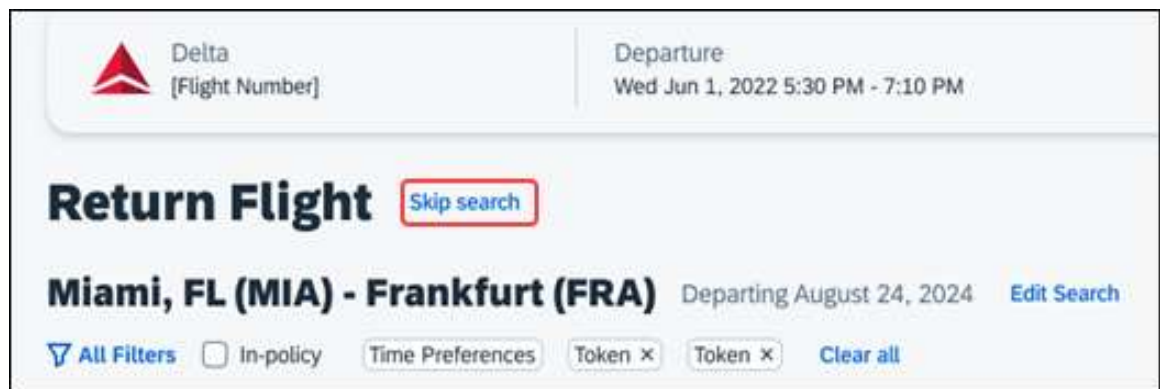 Delta
[Flight Number]
Departure
Wed Jun 1, 2022 5:30 PM - 7:10 PM
Return Flight Skip search
Miami, FL (MIA) - Frankfurt (FRA) Departing August 24, 2024 Edit Search
All Filters In-policy Time Preferences Token × Token × Clear all